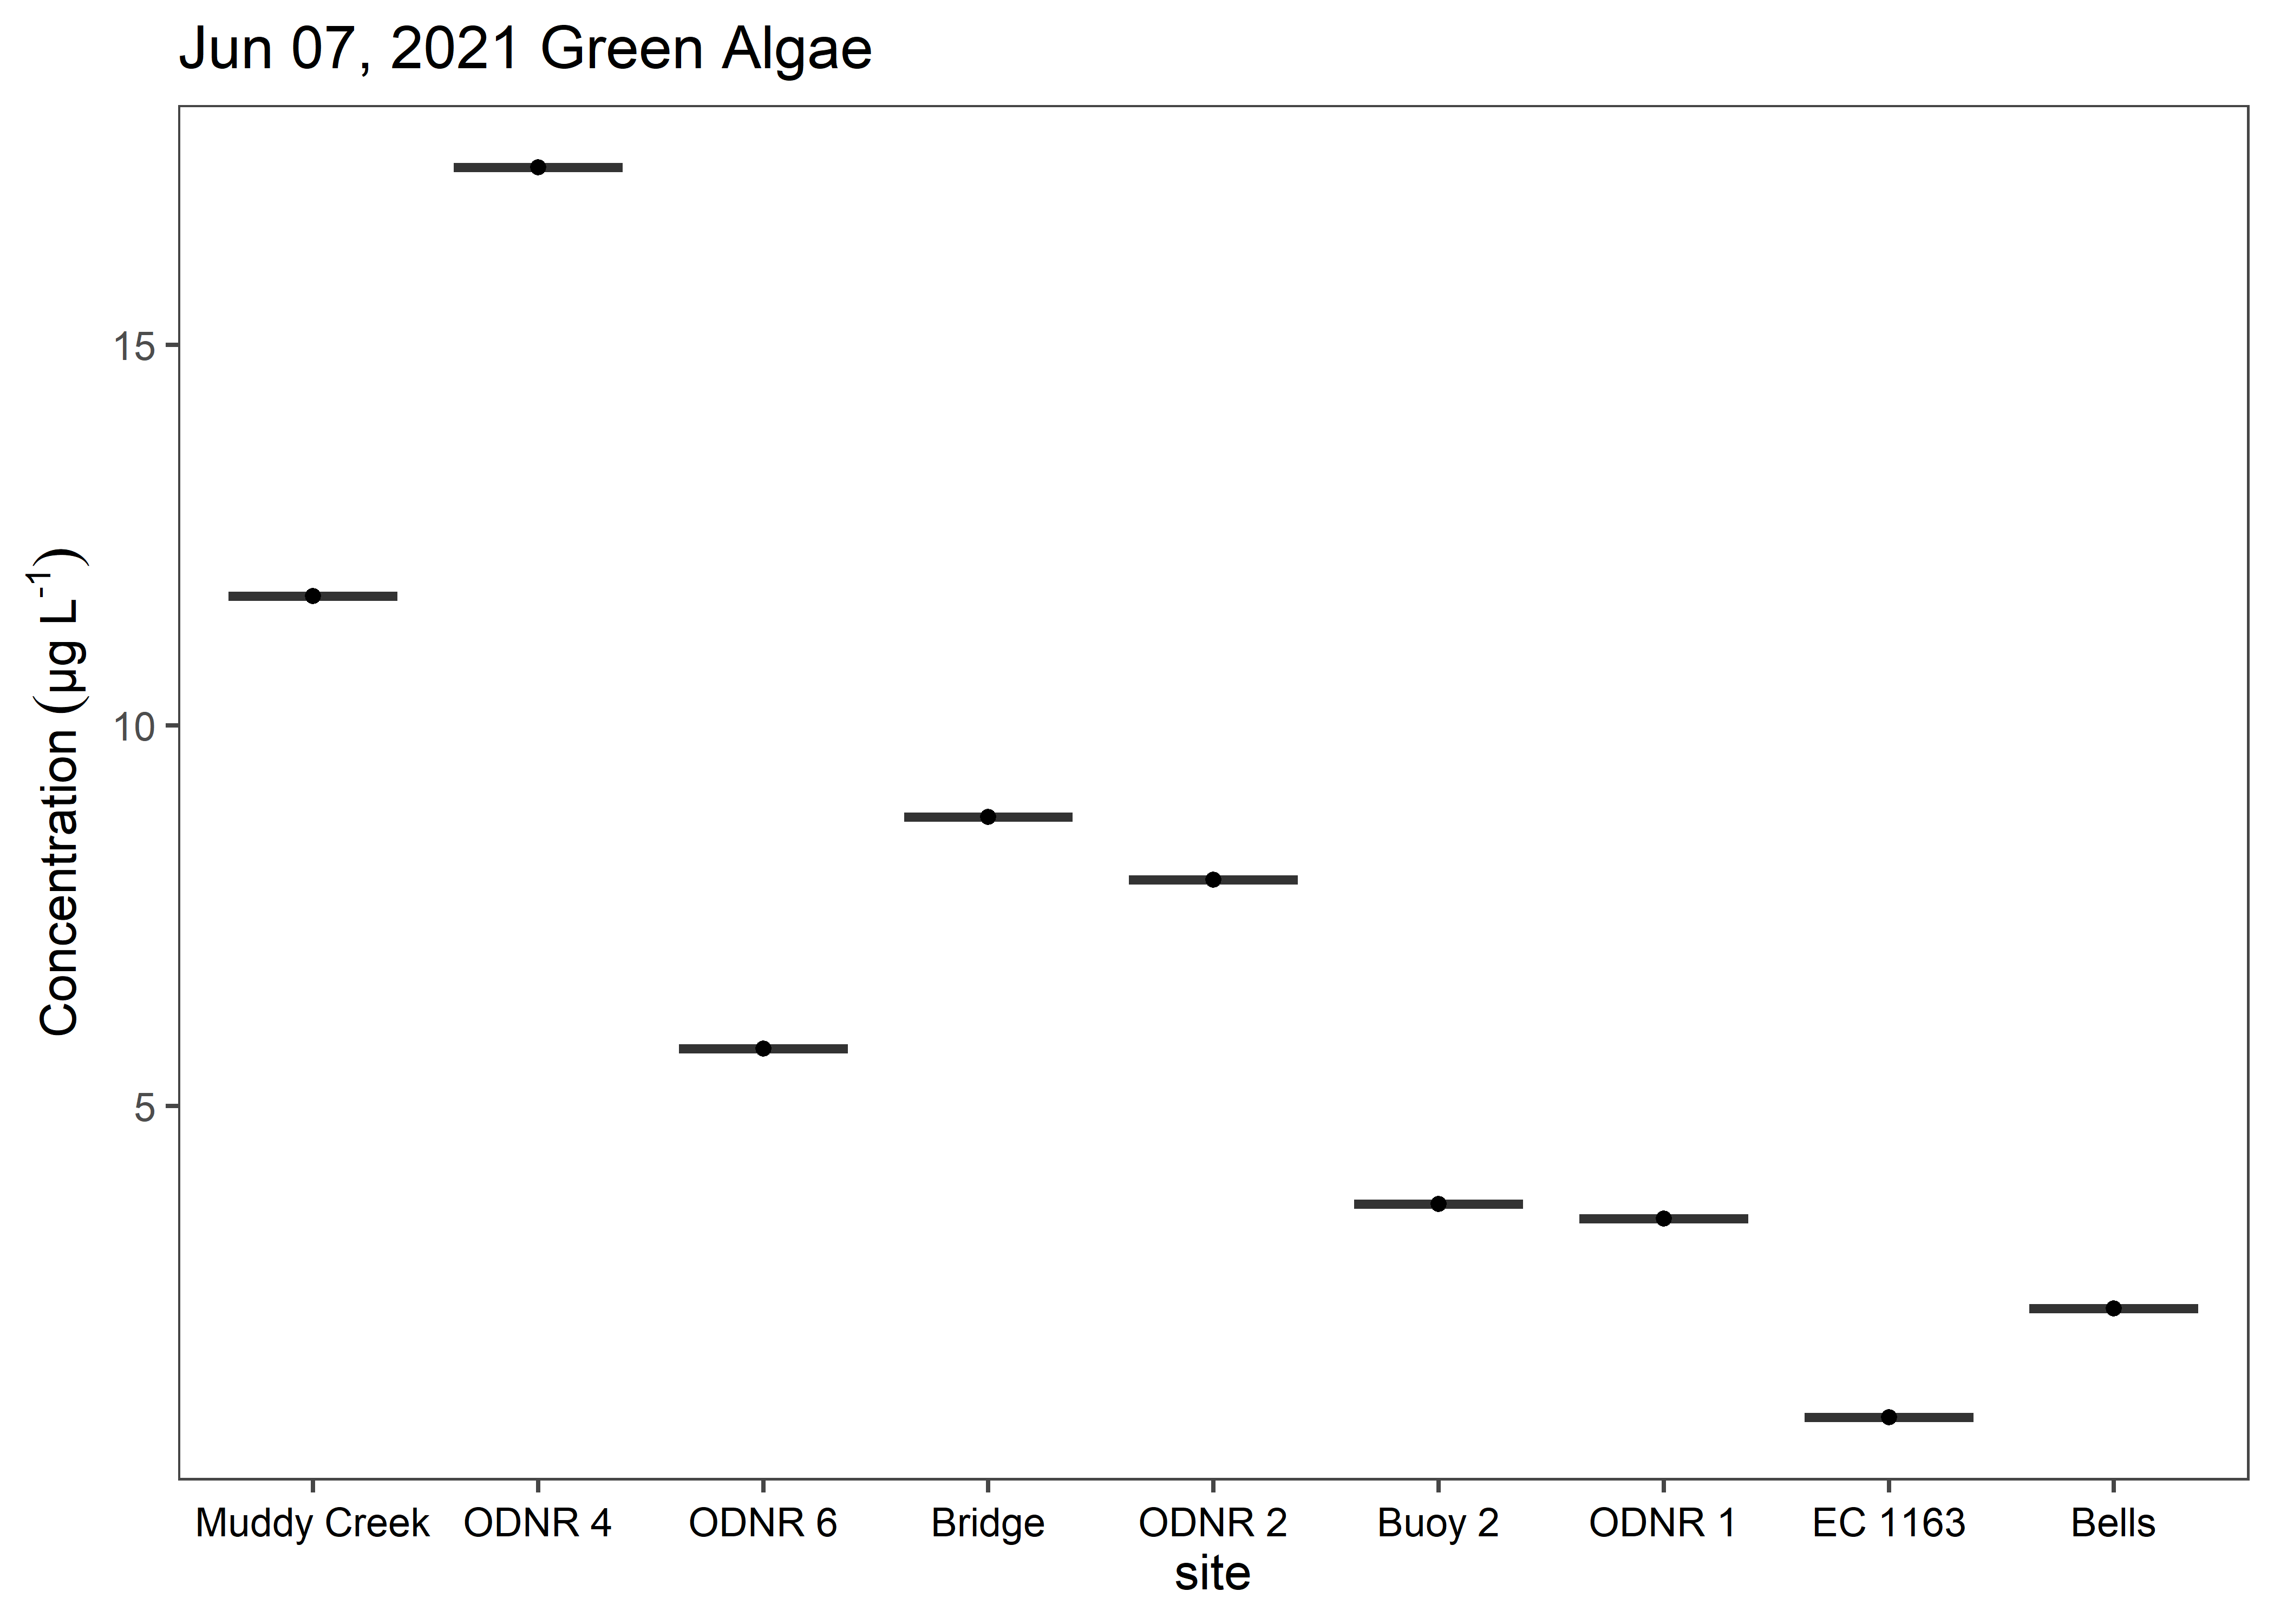 Jun 07, 2021 Green Algae
Concentration (µg L⁻¹)
15
10
5
Muddy Creek ODNR 4 ODNR 6 Bridge ODNR 2 Buoy 2 ODNR 1 EC 1163 Bells
site